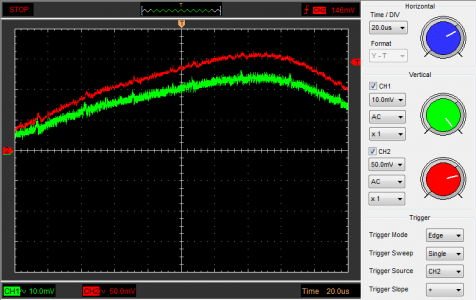 STOP
T
CH2 146mV
T
2
CH1 10.0mV
CH2 50.0mV
Time 20.0us
Horizontal
Time / DIV
20.0us
Format
Y - T
Vertical
CH1
10.0mV
AC
x 1
CH2
50.0mV
AC
x 1
Trigger
Trigger Mode Edge
Trigger Sweep Single
Trigger Source CH2
Trigger Slope +